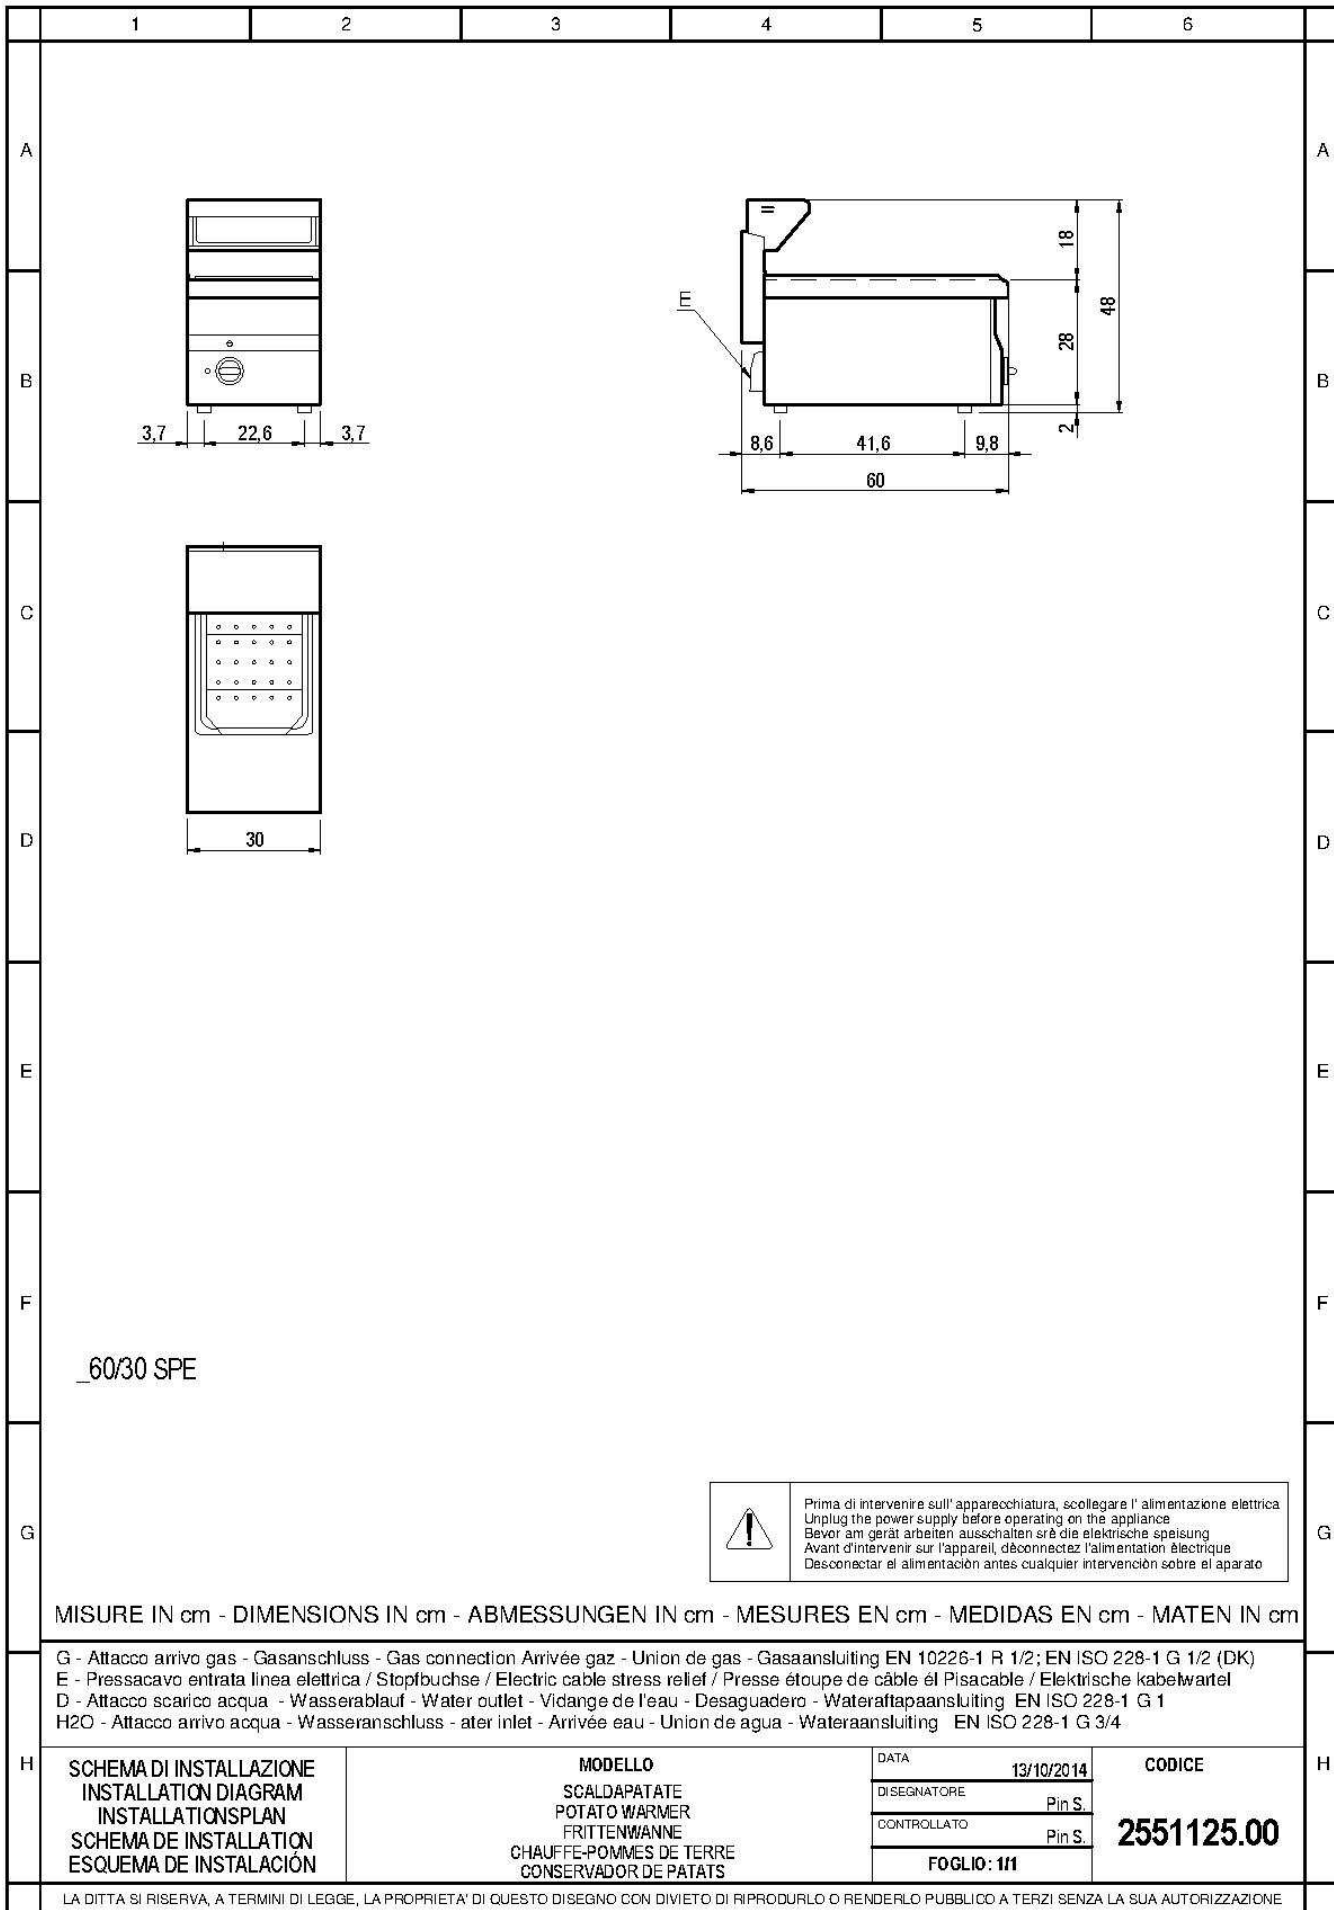 1 2 3 4 5 6
A A
18
E
48
28
B B
3,7 22,6 3,7
2
8,6 41,6 9,8
60
C C
30
D D
E E
F F
_60/30 SPE
G G
Prima di intervenire sull' apparecchiatura, scollegare l' alimentazione elettrica
Unplug the power supply before operating on the appliance
Bevor am gerät arbeiten ausschalten srè die elektrische speisung
Avant d'intervenir sur l'appareil, dèconnectez l'alimentation èlectrique
Desconectar el alimentaciòn antes cualquier intervenciòn sobre el aparato
MISURE IN cm - DIMENSIONS IN cm - ABMESSUNGEN IN cm - MESURES EN cm - MEDIDAS EN cm - MATEN IN cm
G - Attacco arrivo gas - Gasanschluss - Gas connection Arrivée gaz - Union de gas - Gasaansluiting EN 10226-1 R 1/2; EN ISO 228-1 G 1/2 (DK)
E - Pressacavo entrata linea elettrica / Stopfbuchse / Electric cable stress relief / Presse étoupe de câble él Pisacable / Elektrische kabelwartel
D - Attacco scarico acqua - Wasserablauf - Water outlet - Vidange de l'eau - Desaguadero - Wateraftapaansluiting EN ISO 228-1 G 1
H2O - Attacco arrivo acqua - Wasseranschluss - ater inlet - Arrivée eau - Union de agua - Wateraansluiting EN ISO 228-1 G 3/4
H H
SCHEMA DI INSTALLAZIONE
INSTALLATION DIAGRAM
INSTALLATIONSPLAN
SCHEMA DE INSTALLATION
ESQUEMA DE INSTALACIÓN
MODELLO
SCALDAPATATE
POTATO WARMER
FRITTENWANNE
CHAUFFE-POMMES DE TERRE
CONSERVADOR DE PATATS
DATA 13/10/2014
DISEGNATORE Pin S.
CONTROLLATO Pin S.
FOGLIO: 1/1
CODICE
2551125.00
LA DITTA SI RISERVA, A TERMINI DI LEGGE, LA PROPRIETA' DI QUESTO DISEGNO CON DIVIETO DI RIPRODURLO O RENDERLO PUBBLICO A TERZI SENZA LA SUA AUTORIZZAZIONE